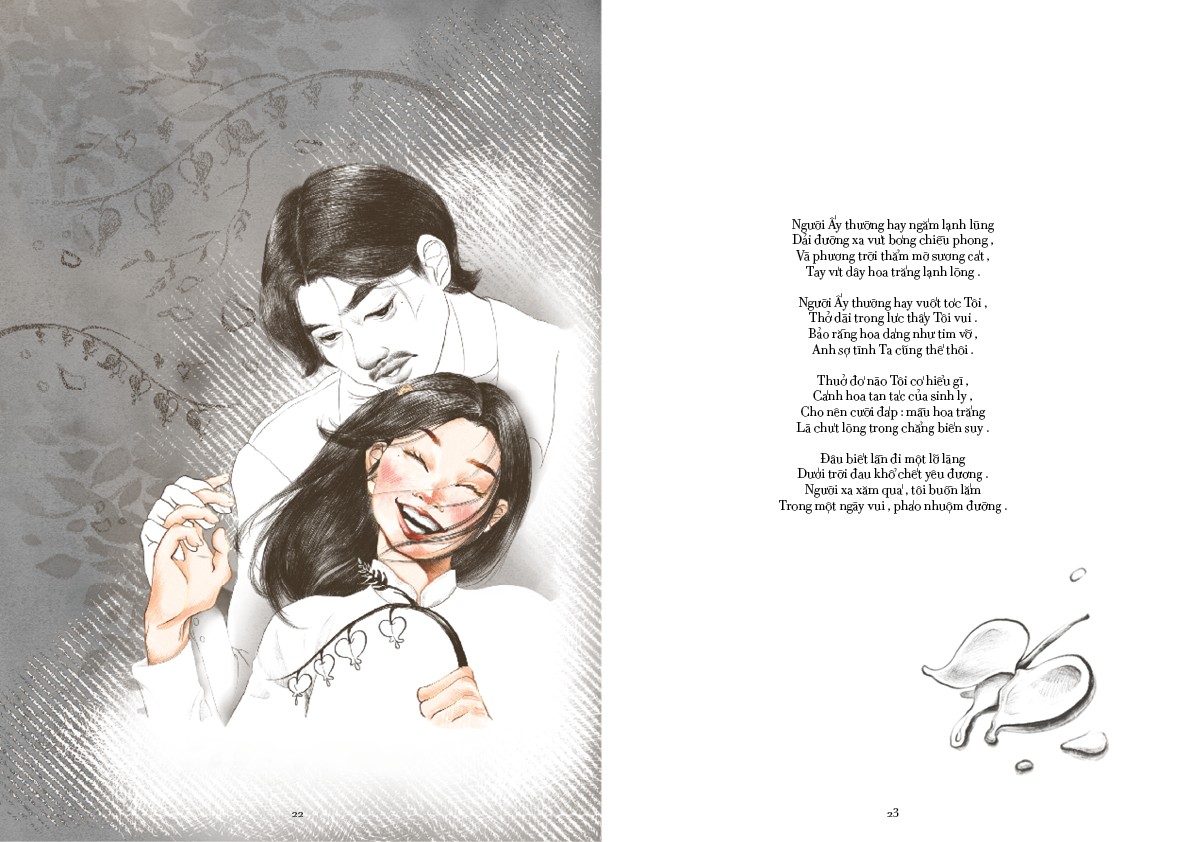 Người Ấy thường hay ngắm lạnh lùng
Dải đường xa vút bóng chiều phong ,
Và phương trời thẳm mờ sương cát ,
Tay vít dây hoa trắng lạnh lòng .
Người Ấy thường hay vuốt tóc Tôi ,
Thở dài trong lúc thấy Tôi vui .
Bảo rằng hoa dáng như tim vỡ ,
Anh sợ tình Ta cũng thế thôi .
Thuở đó nào Tôi có hiểu gì ,
Cánh hoa tan tác của sinh ly ,
Cho nên cười đáp : mầu hoa trắng
Là chút lòng trong chẳng biến suy .
Đâu biết lần đi một lỡ làng
Dưới trời đau khổ chết yêu đương .
Người xa xăm quá , tôi buồn lắm
Trong một ngày vui , pháo nhuộm đường .
22
23